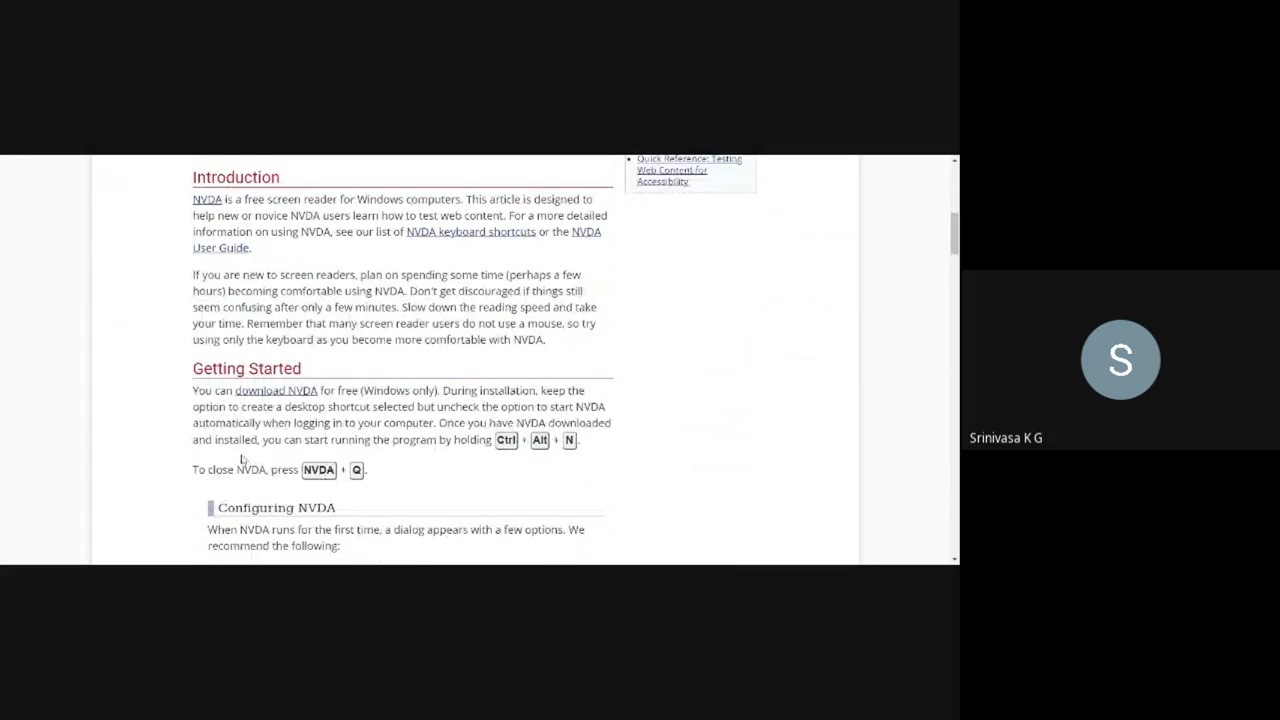 Quick Reference: Testing
Web Content for
Accessibility
Introduction
NVDA is a free screen reader for Windows computers. This article is designed to
help new or novice NVDA users learn how to test web content. For a more detailed
information on using NVDA, see our list of NVDA keyboard shortcuts or the NVDA
User Guide.
If you are new to screen readers, plan on spending some time (perhaps a few
hours) becoming comfortable using NVDA. Don't get discouraged if things still
seem confusing after only a few minutes. Slow down the reading speed and take
your time. Remember that many screen reader users do not use a mouse, so try
using only the keyboard as you become more comfortable with NVDA.
Getting Started
You can download NVDA for free (Windows only). During installation, keep the
option to create a desktop shortcut selected but uncheck the option to start NVDA
automatically when logging in to your computer. Once you have NVDA downloaded
and installed, you can start running the program by holding Ctrl + Alt + N.
To close NVDA, press NVDA + Q.
Configuring NVDA
When NVDA runs for the first time, a dialog appears with a few options. We
recommend the following:
S
Srinivasa K G